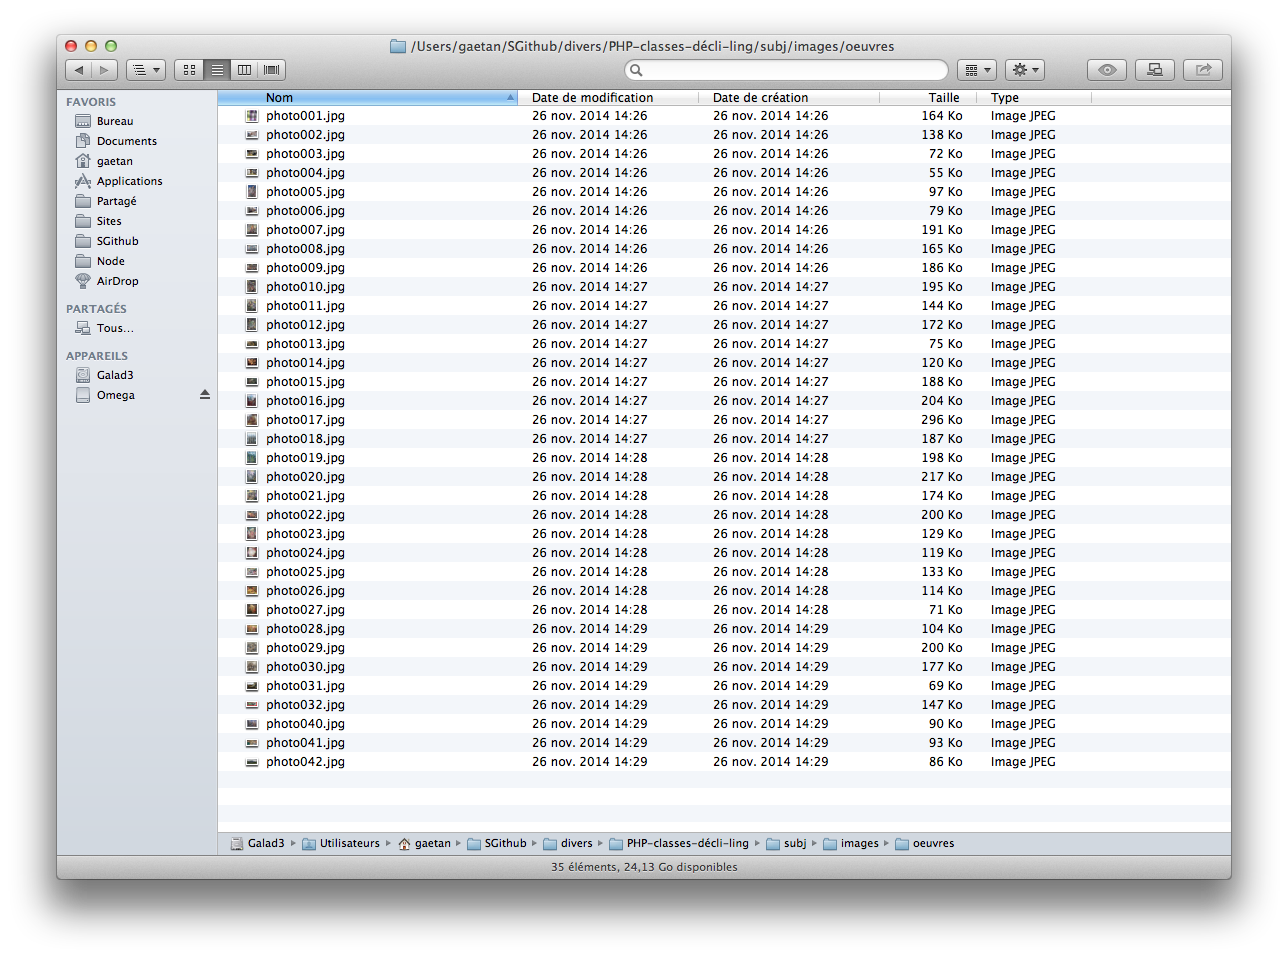 /Users/gaetan/SGithub/divers/PHP-classes-décli-ling/subj/images/oeuvres
FAVORIS
Bureau
Documents
gaetan
Applications
Partagé
Sites
SGithub
Node
AirDrop
PARTAGÉS
Tous...
APPAREILS
Galad3
Omega
Nom Date de modification Date de création Taille Type
photo001.jpg 26 nov. 2014 14:26 26 nov. 2014 14:26 164 Ko Image JPEG
photo002.jpg 26 nov. 2014 14:26 26 nov. 2014 14:26 138 Ko Image JPEG
photo003.jpg 26 nov. 2014 14:26 26 nov. 2014 14:26 72 Ko Image JPEG
photo004.jpg 26 nov. 2014 14:26 26 nov. 2014 14:26 55 Ko Image JPEG
photo005.jpg 26 nov. 2014 14:26 26 nov. 2014 14:26 97 Ko Image JPEG
photo006.jpg 26 nov. 2014 14:26 26 nov. 2014 14:26 79 Ko Image JPEG
photo007.jpg 26 nov. 2014 14:26 26 nov. 2014 14:26 191 Ko Image JPEG
photo008.jpg 26 nov. 2014 14:26 26 nov. 2014 14:26 165 Ko Image JPEG
photo009.jpg 26 nov. 2014 14:26 26 nov. 2014 14:26 186 Ko Image JPEG
photo010.jpg 26 nov. 2014 14:27 26 nov. 2014 14:27 195 Ko Image JPEG
photo011.jpg 26 nov. 2014 14:27 26 nov. 2014 14:27 144 Ko Image JPEG
photo012.jpg 26 nov. 2014 14:27 26 nov. 2014 14:27 172 Ko Image JPEG
photo013.jpg 26 nov. 2014 14:27 26 nov. 2014 14:27 75 Ko Image JPEG
photo014.jpg 26 nov. 2014 14:27 26 nov. 2014 14:27 120 Ko Image JPEG
photo015.jpg 26 nov. 2014 14:27 26 nov. 2014 14:27 188 Ko Image JPEG
photo016.jpg 26 nov. 2014 14:27 26 nov. 2014 14:27 204 Ko Image JPEG
photo017.jpg 26 nov. 2014 14:27 26 nov. 2014 14:27 296 Ko Image JPEG
photo018.jpg 26 nov. 2014 14:27 26 nov. 2014 14:27 187 Ko Image JPEG
photo019.jpg 26 nov. 2014 14:28 26 nov. 2014 14:28 198 Ko Image JPEG
photo020.jpg 26 nov. 2014 14:28 26 nov. 2014 14:28 217 Ko Image JPEG
photo021.jpg 26 nov. 2014 14:28 26 nov. 2014 14:28 174 Ko Image JPEG
photo022.jpg 26 nov. 2014 14:28 26 nov. 2014 14:28 200 Ko Image JPEG
photo023.jpg 26 nov. 2014 14:28 26 nov. 2014 14:28 129 Ko Image JPEG
photo024.jpg 26 nov. 2014 14:28 26 nov. 2014 14:28 119 Ko Image JPEG
photo025.jpg 26 nov. 2014 14:28 26 nov. 2014 14:28 133 Ko Image JPEG
photo026.jpg 26 nov. 2014 14:28 26 nov. 2014 14:28 114 Ko Image JPEG
photo027.jpg 26 nov. 2014 14:28 26 nov. 2014 14:28 71 Ko Image JPEG
photo028.jpg 26 nov. 2014 14:29 26 nov. 2014 14:29 104 Ko Image JPEG
photo029.jpg 26 nov. 2014 14:29 26 nov. 2014 14:29 200 Ko Image JPEG
photo030.jpg 26 nov. 2014 14:29 26 nov. 2014 14:29 177 Ko Image JPEG
photo031.jpg 26 nov. 2014 14:29 26 nov. 2014 14:29 69 Ko Image JPEG
photo032.jpg 26 nov. 2014 14:29 26 nov. 2014 14:29 147 Ko Image JPEG
photo040.jpg 26 nov. 2014 14:29 26 nov. 2014 14:29 90 Ko Image JPEG
photo041.jpg 26 nov. 2014 14:29 26 nov. 2014 14:29 93 Ko Image JPEG
photo042.jpg 26 nov. 2014 14:29 26 nov. 2014 14:29 86 Ko Image JPEG
Galad3 ▸ Utilisateurs ▸ gaetan ▸ SGithub ▸ divers ▸ PHP-classes-décli-ling ▸ subj ▸ images ▸ oeuvres
35 éléments, 24,13 Go disponibles